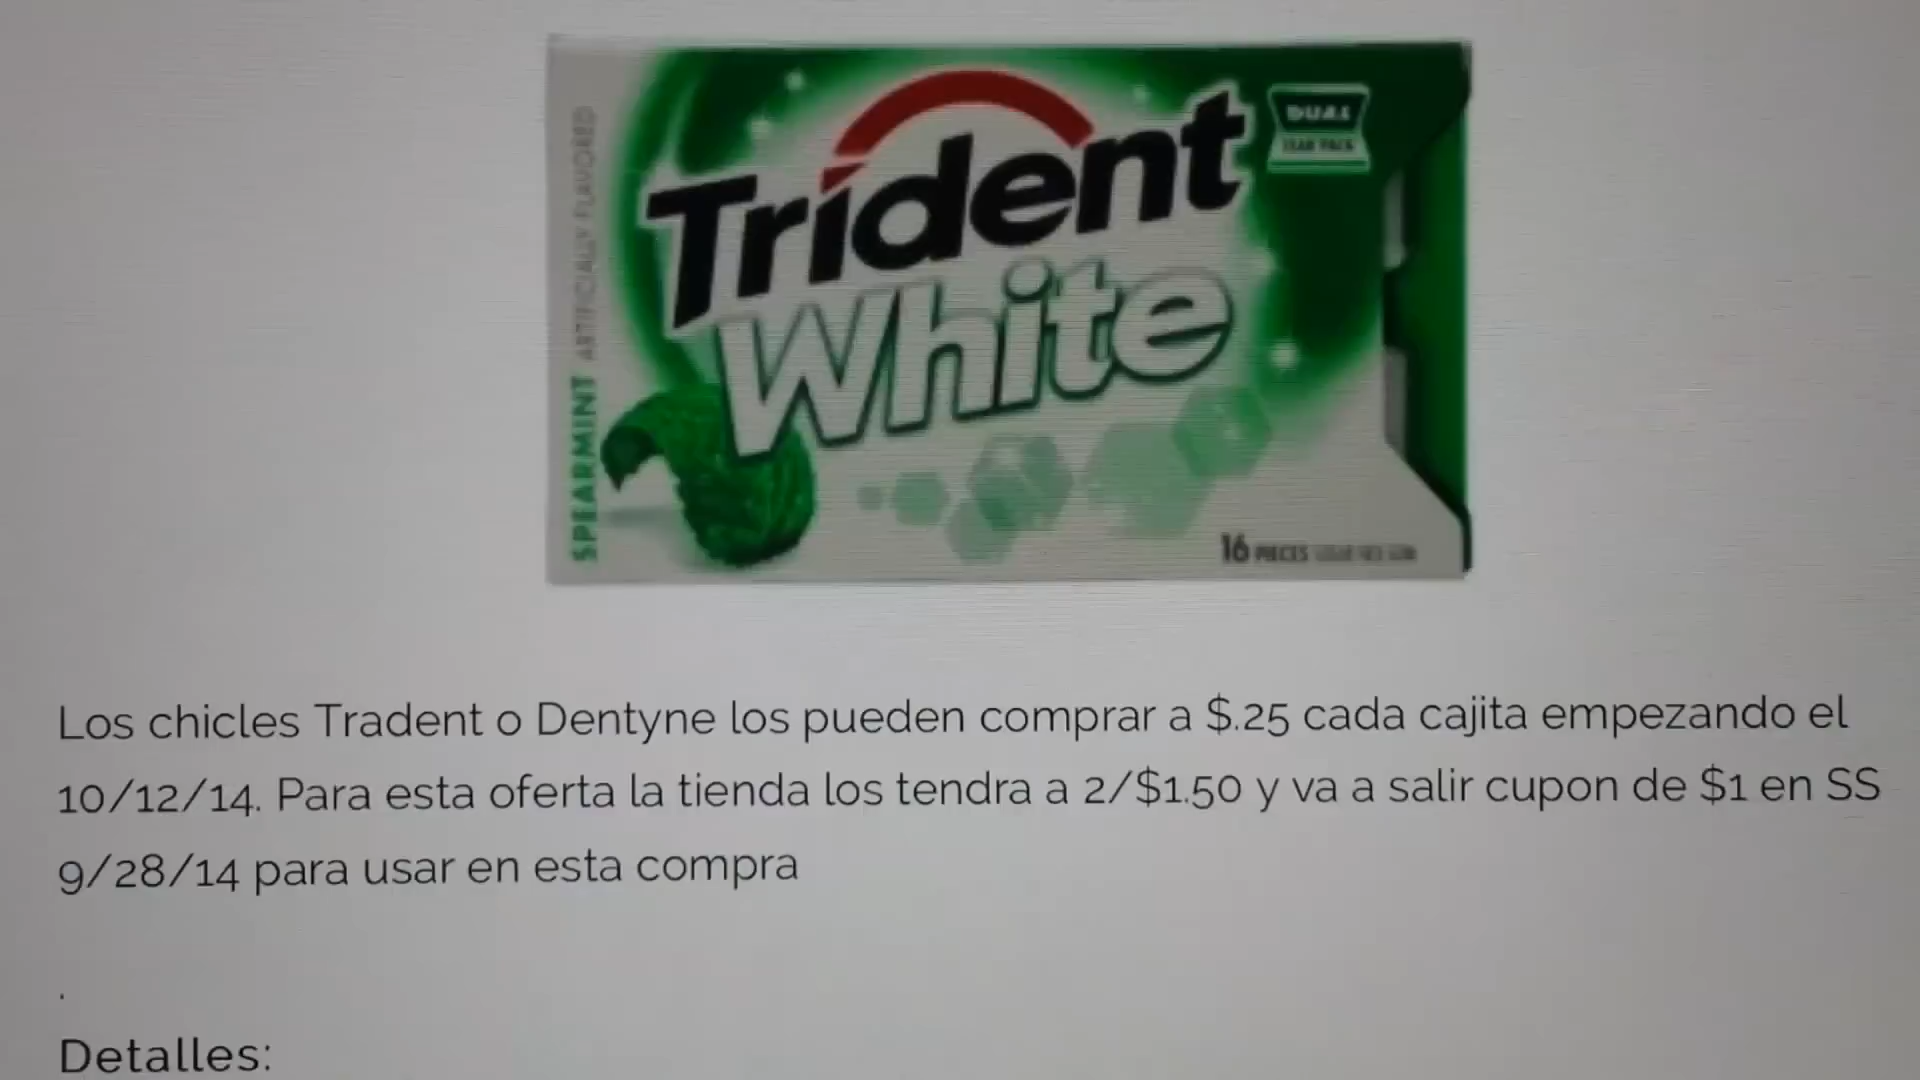 Trident
White
DUAL
SPEARMINT ARTIFICIALLY FLAVORED
16 PIECES
Los chicles Tradent o Dentyne los pueden comprar a $.25 cada cajita empezando el
10/12/14. Para esta oferta la tienda los tendra a 2/$1.50 y va a salir cupon de $1 en SS
9/28/14 para usar en esta compra
.
Detalles: